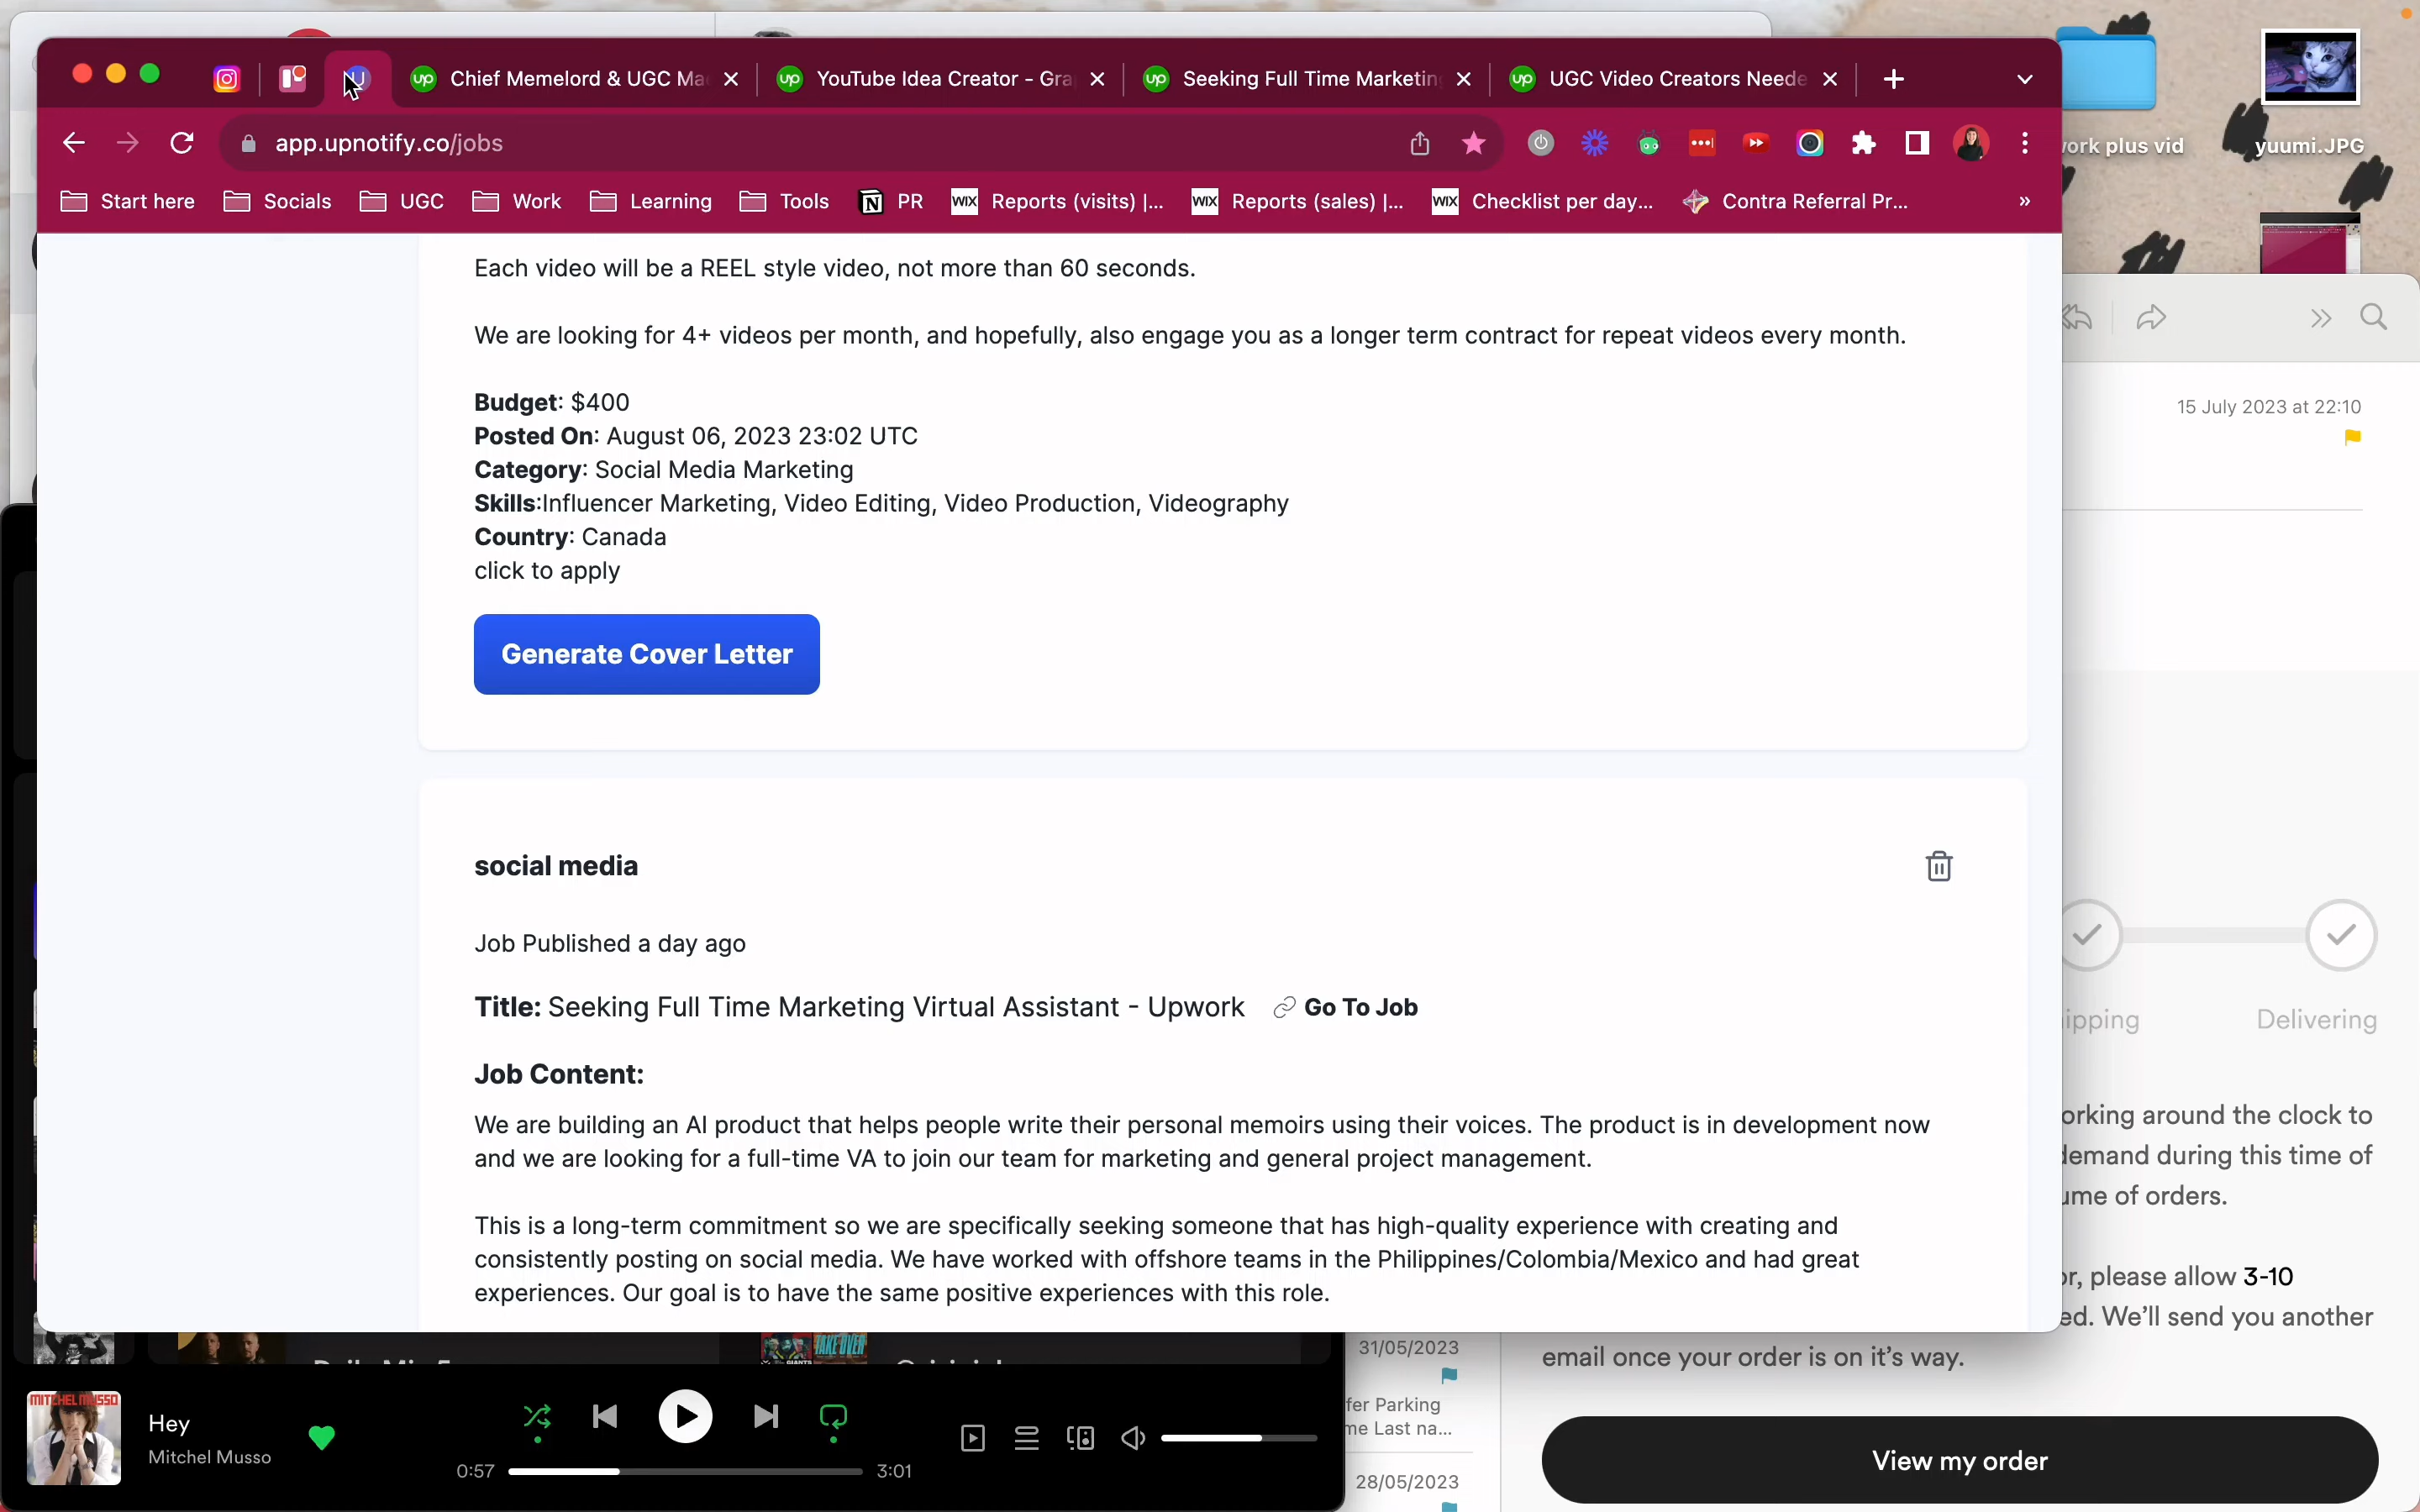 Chief Memelord & UGC Ma
YouTube Idea Creator - Gra
Seeking Full Time Marketin
UGC Video Creators Neede
app.upnotify.co/jobs
Start here
Socials
UGC
Work
Learning
Tools
PR
WIX Reports (visits) |...
WIX Reports (sales) |...
WIX Checklist per day...
Contra Referral Pr...
»
ork plus vid
yuumi.JPG
Each video will be a REEL style video, not more than 60 seconds.
We are looking for 4+ videos per month, and hopefully, also engage you as a longer term contract for repeat videos every month.
Budget: $400
Posted On: August 06, 2023 23:02 UTC
Category: Social Media Marketing
Skills:Influencer Marketing, Video Editing, Video Production, Videography
Country: Canada
click to apply
Generate Cover Letter
social media
Job Published a day ago
Title: Seeking Full Time Marketing Virtual Assistant - Upwork
Go To Job
Job Content:
We are building an AI product that helps people write their personal memoirs using their voices. The product is in development now
and we are looking for a full-time VA to join our team for marketing and general project management.
This is a long-term commitment so we are specifically seeking someone that has high-quality experience with creating and
consistently posting on social media. We have worked with offshore teams in the Philippines/Colombia/Mexico and had great
experiences. Our goal is to have the same positive experiences with this role.
15 July 2023 at 22:10
ipping
Delivering
orking around the clock to
demand during this time of
ume of orders.
or, please allow 3-10
ed. We'll send you another
email once your order is on it's way.
View my order
31/05/2023
fer Parking
me Last na...
28/05/2023
MITCHEL MUSSO
Hey
Mitchel Musso
0:57
3:01